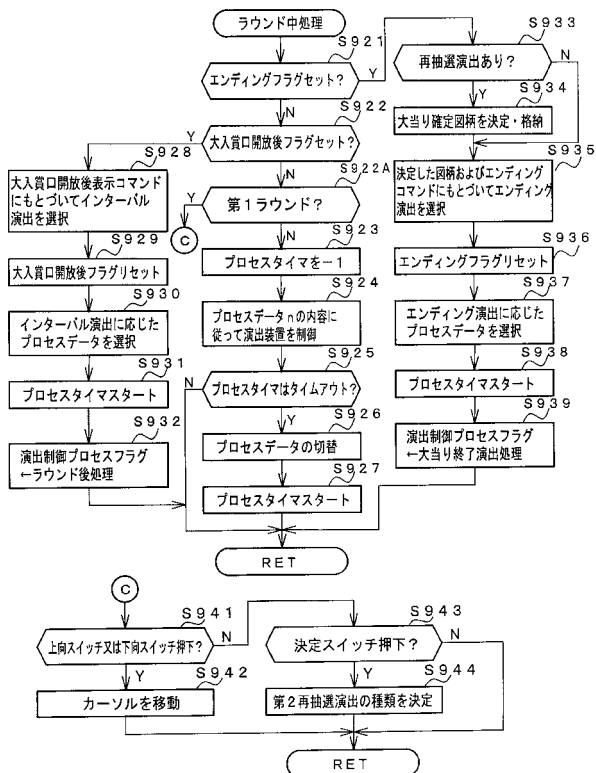 ラウンド中処理
S921
エンディングフラグセット?
Y
N
S922
大入賞口開放後フラグセット?
Y
N
S928
大入賞口開放後表示コマンド
にもとづいてインターバル
演出を選択
S929
大入賞口開放後フラグリセット
S930
インターバル演出に応じた
プロセスデータを選択
S931
プロセスタイマスタート
S932
演出制御プロセスフラグ
←ラウンド後処理
S922A
第1ラウンド?
Y
C
N
S923
プロセスタイマを-1
S924
プロセスデータnの内容に
従って演出装置を制御
S925
プロセスタイマはタイムアウト?
N
Y
S926
プロセスデータの切替
S927
プロセスタイマスタート
S933
再抽選演出あり?
N
Y
S934
大当り確定図柄を決定・格納
S935
決定した図柄およびエンディング
コマンドにもとづいてエンディング
演出を選択
S936
エンディングフラグリセット
S937
エンディング演出に応じた
プロセスデータを選択
S938
プロセスタイマスタート
S939
演出制御プロセスフラグ
←大当り終了演出処理
RET
C
S941
上向スイッチ又は下向スイッチ押下?
N
Y
S942
カーソルを移動
S943
決定スイッチ押下?
N
Y
S944
第2再抽選演出の種類を決定
RET